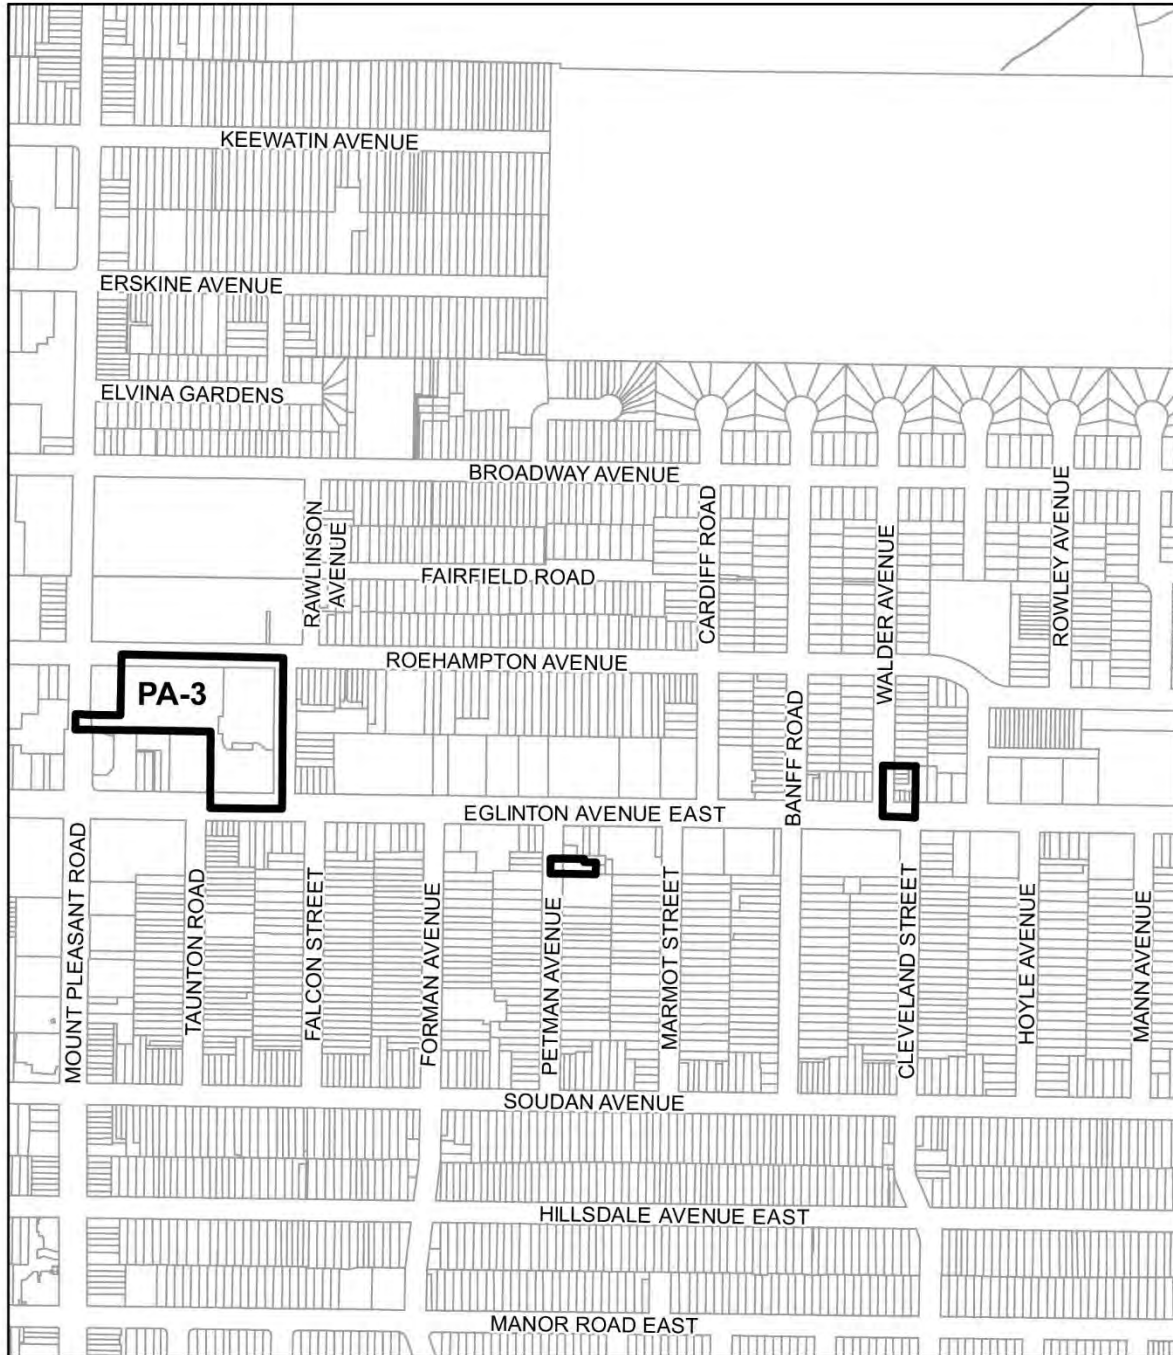 KEEWATIN AVENUE
ERSKINE AVENUE
ELVINA GARDENS
BROADWAY AVENUE
RAWLINSON
AVENUE
CARDIFF ROAD
WALDER AVENUE
ROWLEY AVENUE
FAIRFIELD ROAD
ROEHAMPTON AVENUE
PA-3
BANFF ROAD
EGLINTON AVENUE EAST
MOUNT PLEASANT ROAD
TAUNTON ROAD
FALCON STREET
FORMAN AVENUE
PETMAN AVENUE
MARMOT STREET
CLEVELAND STREET
HOYLE AVENUE
MANN AVENUE
SOUDAN AVENUE
HILLSDALE AVENUE EAST
MANOR ROAD EAST